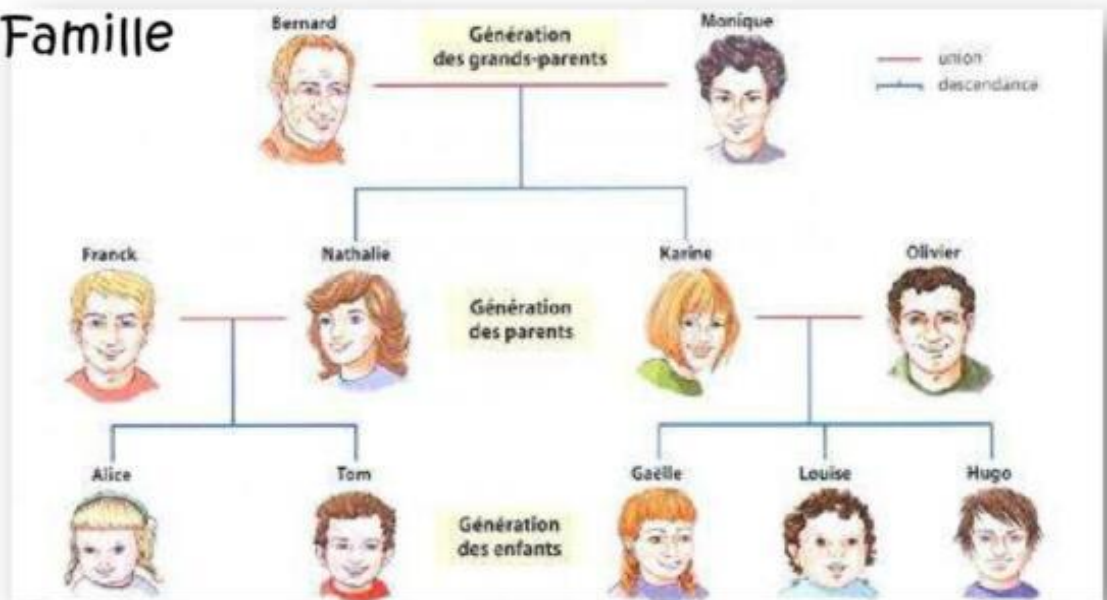 Famille
Bernard
Génération
des grands-parents
Monique
union
descendance
Franck
Nathalie
Karine
Olivier
Génération
des parents
Alice
Tom
Gaëlle
Louise
Hugo
Génération
des enfants